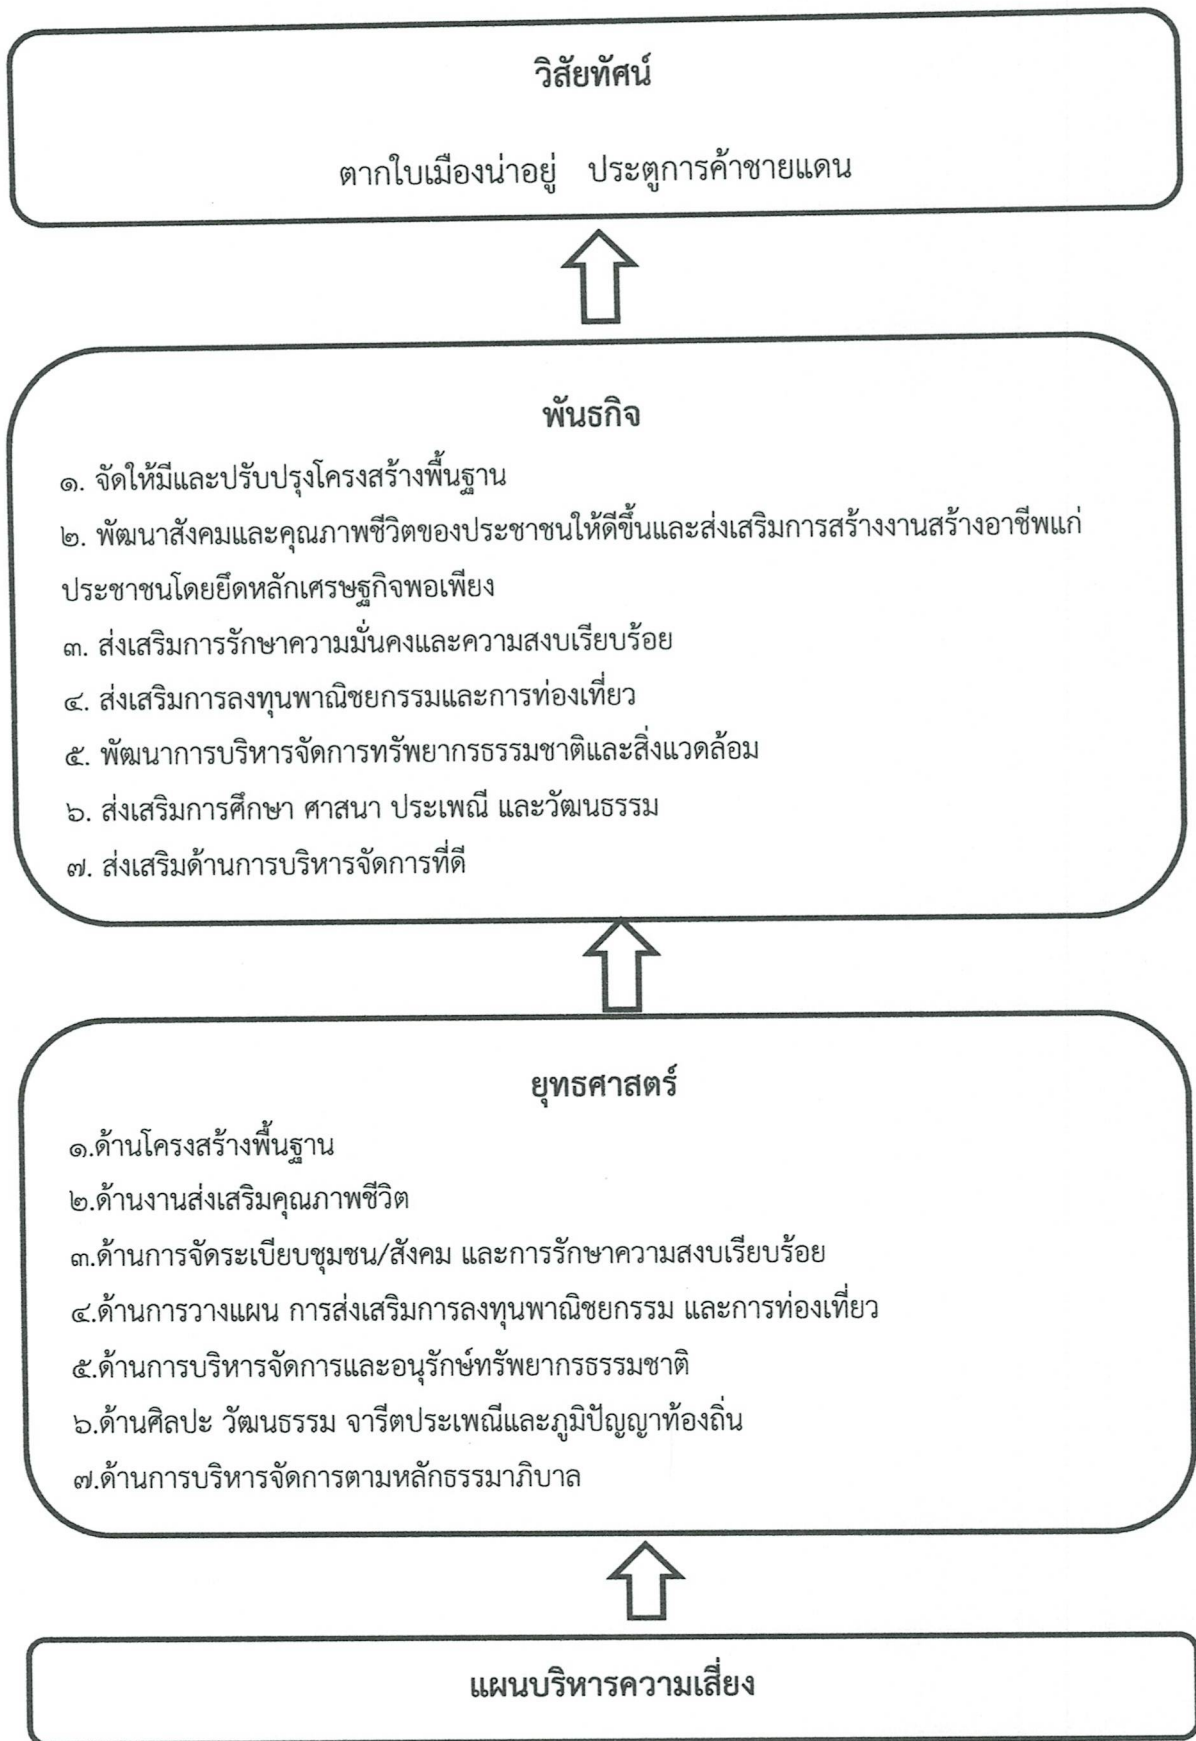 วิสัยทัศน์
ตากใบเมืองน่าอยู่ ประตูการค้าชายแดน
พันธกิจ
๑. จัดให้มีและปรับปรุงโครงสร้างพื้นฐาน
๒. พัฒนาสังคมและคุณภาพชีวิตของประชาชนให้ดีขึ้นและส่งเสริมการสร้างงานสร้างอาชีพแก่
ประชาชนโดยยึดหลักเศรษฐกิจพอเพียง
๓. ส่งเสริมการรักษาความมั่นคงและความสงบเรียบร้อย
๔. ส่งเสริมการลงทุนพาณิชยกรรมและการท่องเที่ยว
๕. พัฒนาการบริหารจัดการทรัพยากรธรรมชาติและสิ่งแวดล้อม
๖. ส่งเสริมการศึกษา ศาสนา ประเพณี และวัฒนธรรม
๗. ส่งเสริมด้านการบริหารจัดการที่ดี
ยุทธศาสตร์
๑.ด้านโครงสร้างพื้นฐาน
๒.ด้านงานส่งเสริมคุณภาพชีวิต
๓.ด้านการจัดระเบียบชุมชน/สังคม และการรักษาความสงบเรียบร้อย
๔.ด้านการวางแผน การส่งเสริมการลงทุนพาณิชยกรรม และการท่องเที่ยว
๕.ด้านการบริหารจัดการและอนุรักษ์ทรัพยากรธรรมชาติ
๖.ด้านศิลปะ วัฒนธรรม จารีตประเพณีและภูมิปัญญาท้องถิ่น
๗.ด้านการบริหารจัดการตามหลักธรรมาภิบาล
แผนบริหารความเสี่ยง